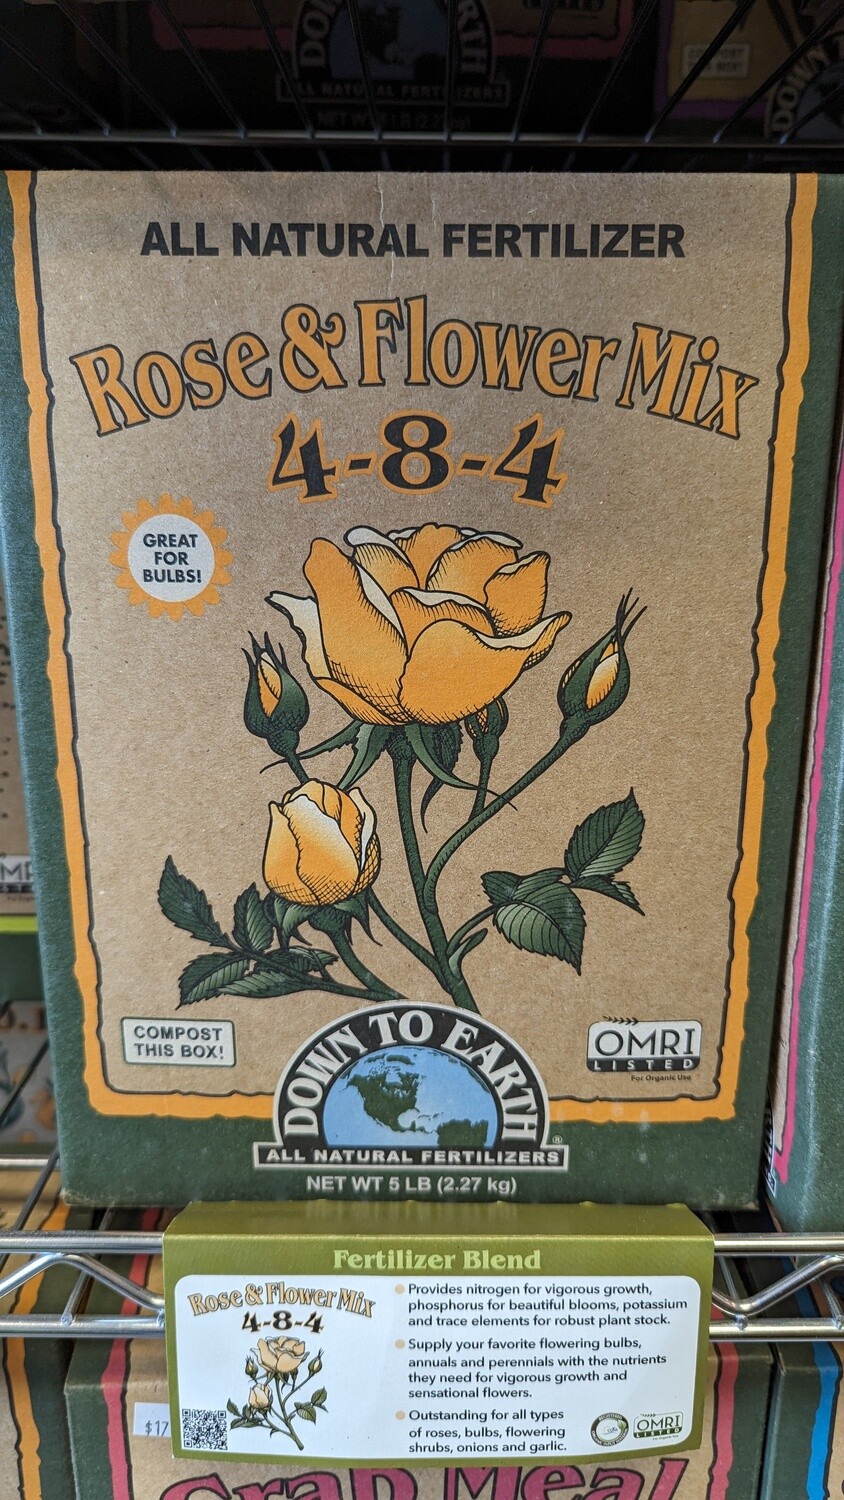 ALL NATURAL FERTILIZER
Rose & Flower Mix
4-8-4
GREAT
FOR
BULBS!
COMPOST
THIS BOX!
DOWN TO EARTH
ALL NATURAL FERTILIZERS
OMRI
LISTED
For Organic Use
NET WT 5 LB (2.27 kg)
Fertilizer Blend
Rose & Flower Mix
4-8-4
Provides nitrogen for vigorous growth,
phosphorus for beautiful blooms, potassium
and trace elements for robust plant stock.
Supply your favorite flowering bulbs,
annuals and perennials with the nutrients
they need for vigorous growth and
sensational flowers.
Outstanding for all types
of roses, bulbs, flowering
shrubs, onions and garlic.
OMRI
LISTED
$17
Crab Meal